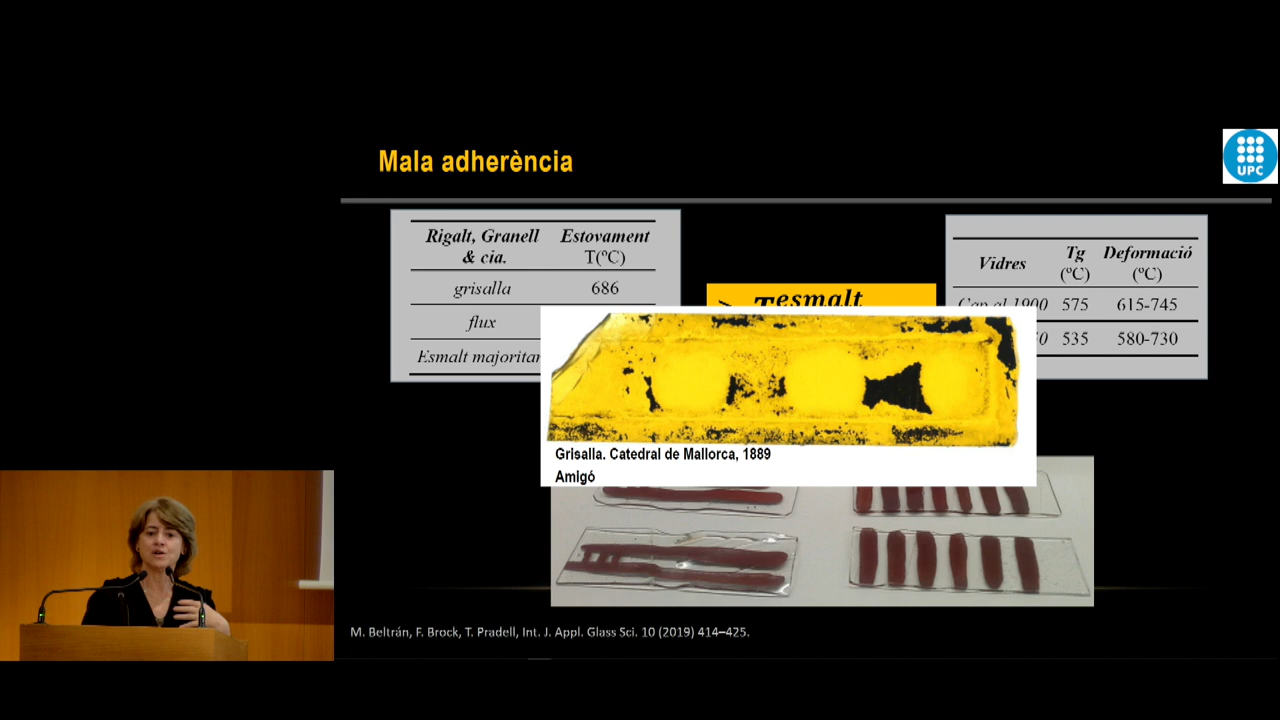 Mala adherència
UPC
Rigalt, Granell
& cia.
Estovament
T(ºC)
grisalla 686
flux
Esmalt
> Tesmalt
Vidres
Tg
(ºC)
Deformació
(ºC)
Cap al 1900 575 615-745
535 580-730
Grisalla. Catedral de Mallorca, 1889
Amigó
M. Beltrán, F. Brock, T. Pradell, Int. J. Appl. Glass Sci. 10 (2019) 414–425.